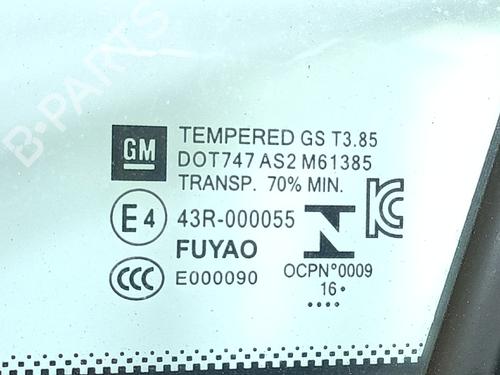 B-PARTS
GM
TEMPERED GS T3.85
DOT747 AS2 M61385
TRANSP. 70% MIN.
E4 43R-000055
FUYAO
CCC E000090
N
OCPN°0009
16•
••••
KC